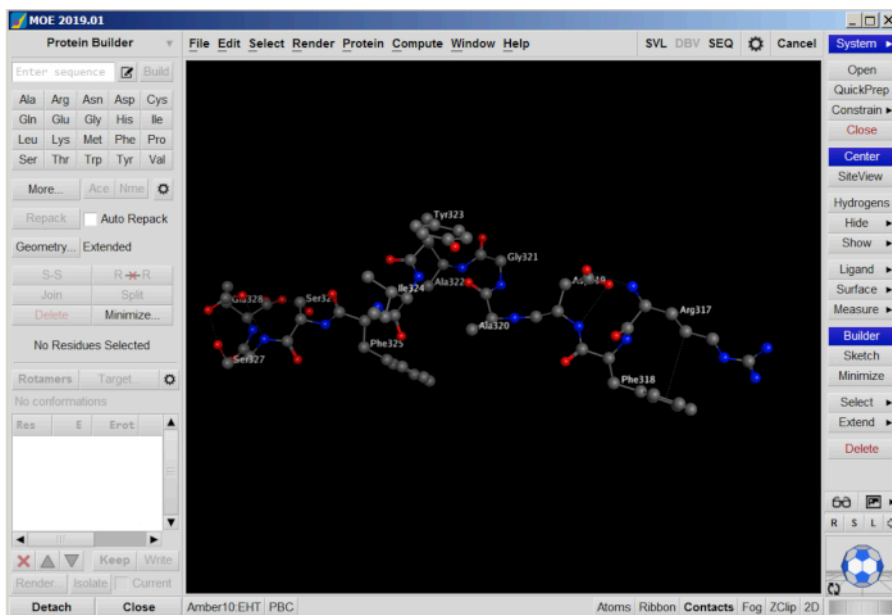 MOE 2019.01
Protein Builder
File Edit Select Render Protein Compute Window Help
SVL DBV SEQ Cancel
Enter sequence Build
Ala Arg Asn Asp Cys
Gln Glu Gly His Ile
Leu Lys Met Phe Pro
Ser Thr Trp Tyr Val
More... Ace Nme
Repack Auto Repack
Geometry... Extended
S-S R R
Join Split
Delete Minimize...
No Residues Selected
Rotamers Target...
No conformations
Res E Erot
Keep Write
Render... Isolate Current
Detach Close
Tyr323
Gly321
Ala322
Ile324
Ser32
Ser327
Phe325
Ala320
Arg317
Phe318
Amber10:EHT PBC
Atoms Ribbon Contacts Fog ZClip 2D
System
Open
QuickPrep
Constrain
Close
Center
SiteView
Hydrogens
Hide
Show
Ligand
Surface
Measure
Builder
Sketch
Minimize
Select
Extend
Delete
R S L